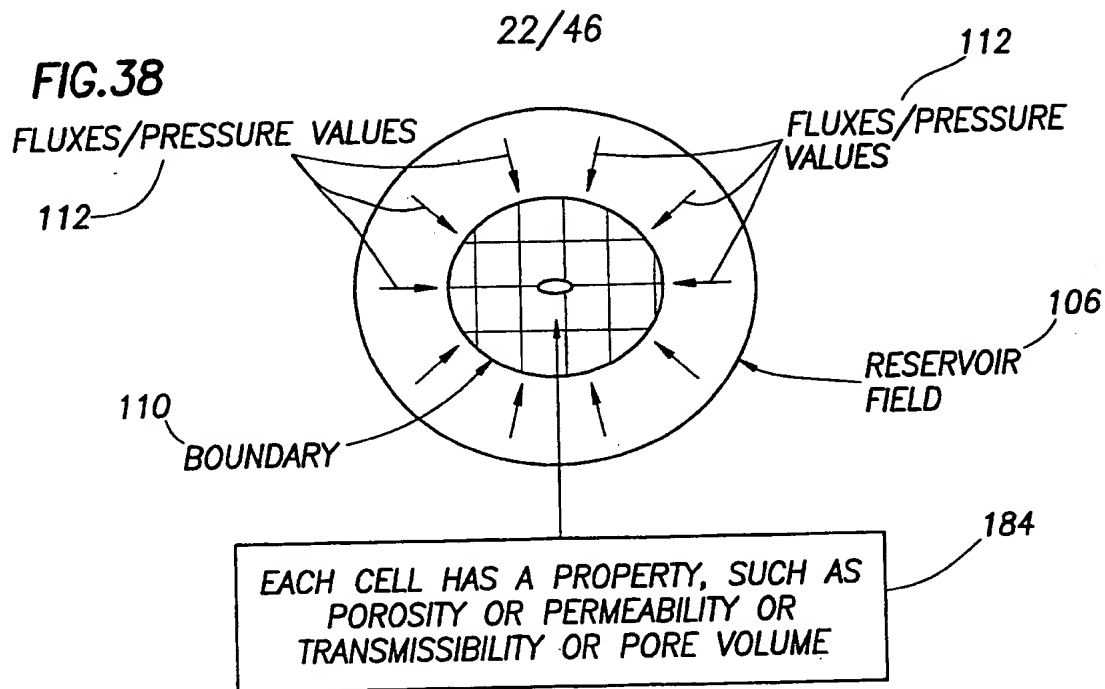 22/46
FIG.38
112
FLUXES/PRESSURE VALUES
FLUXES/PRESSURE
VALUES
112
106
RESERVOIR
FIELD
110
BOUNDARY
184
EACH CELL HAS A PROPERTY, SUCH AS
POROSITY OR PERMEABILITY OR
TRANSMISSIBILITY OR PORE VOLUME